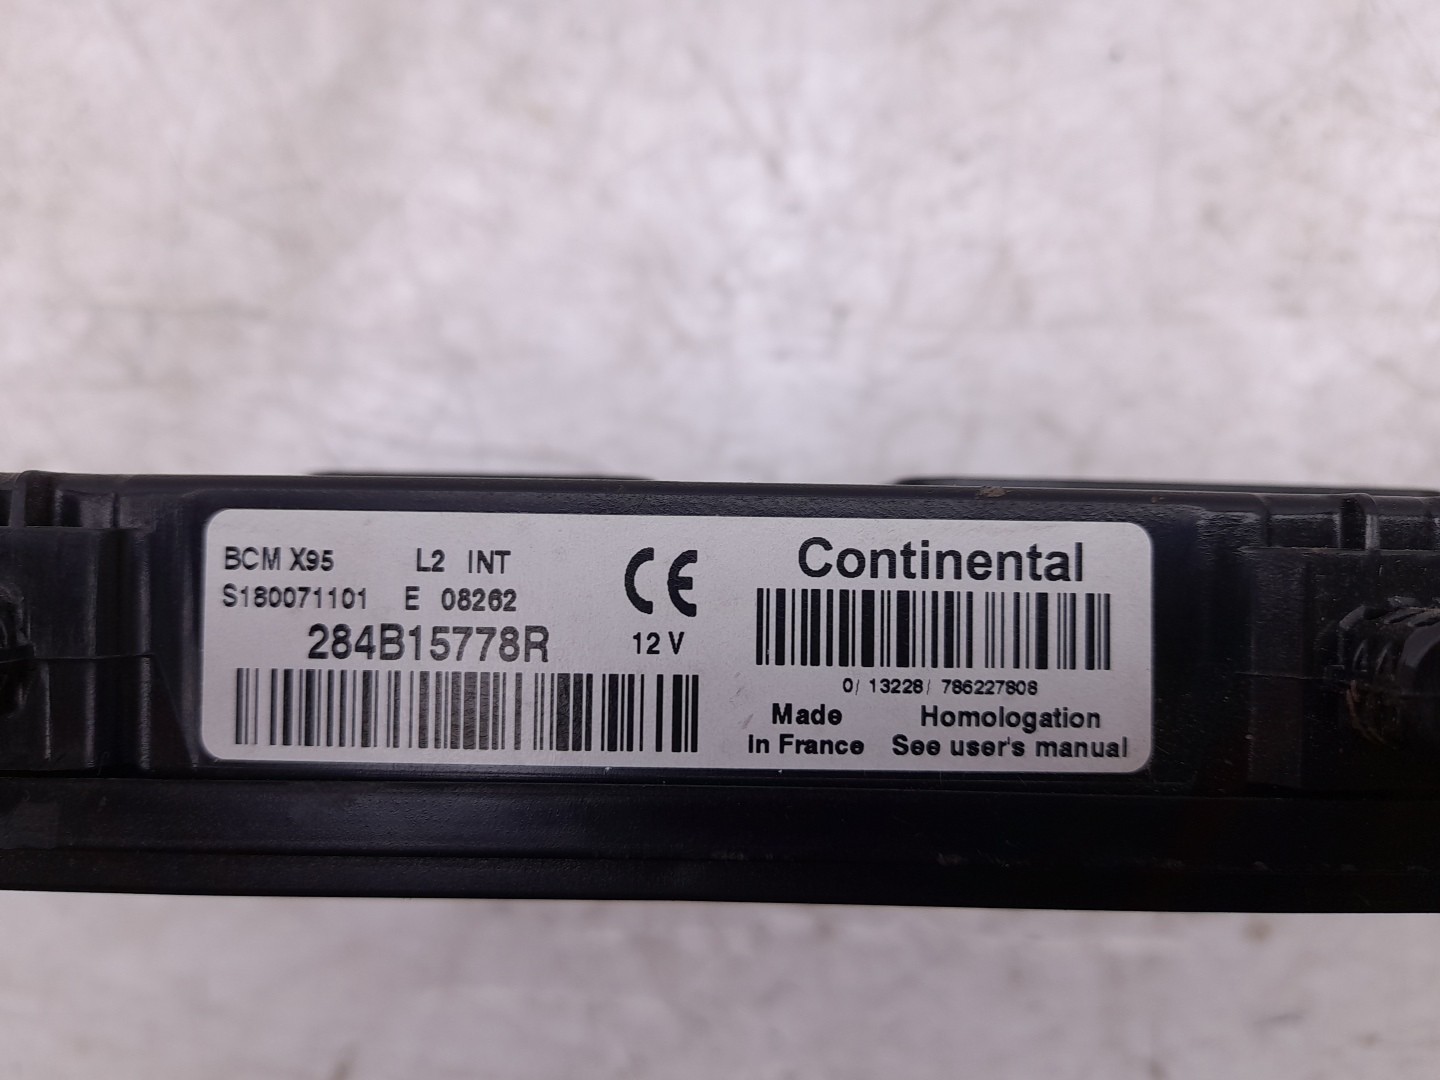 BCM X95 L2 INT
S180071101 E 08262
284B15778R
CE
12 V
Continental
0/ 13228/ 786227808
Made
in France
Homologation
See user's manual